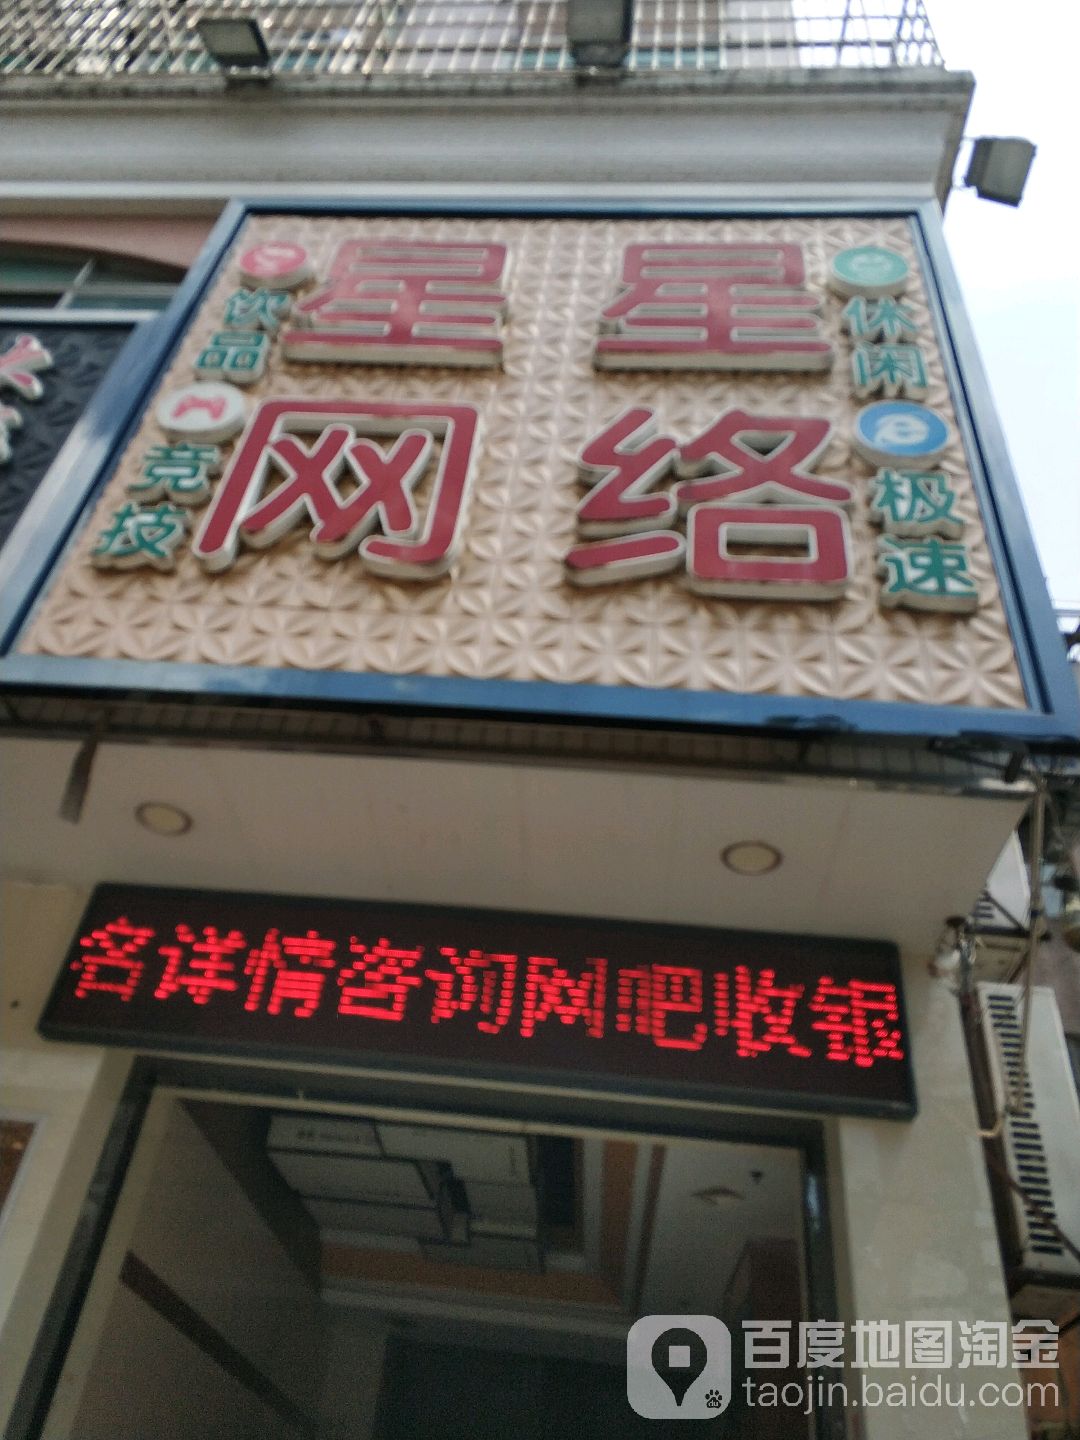 星星
网络
饮品
竞技
休闲
极速
名详情咨询网吧收银
百度地图淘金
taojin.baidu.com